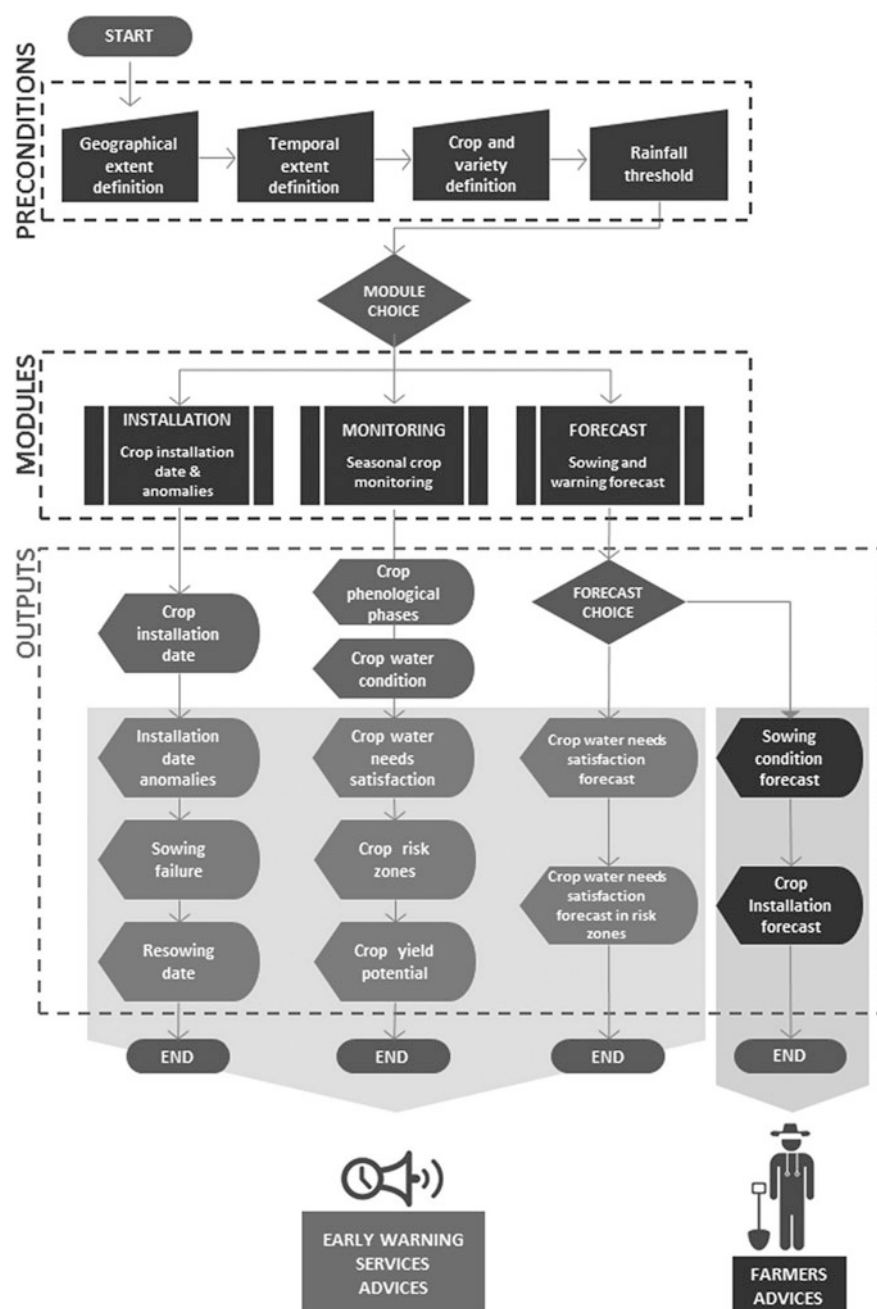 START
PRECONDITIONS
Geographical
extent
definition
Temporal
extent
definition
Crop and
variety
definition
Rainfall
threshold
MODULE
CHOICE
MODULES
INSTALLATION
Crop installation
date &
anomalies
MONITORING
Seasonal crop
monitoring
FORECAST
Sowing and
warning forecast
OUTPUTS
Crop
installation
date
Installation
date
anomalies
Sowing
failure
Resowing
date
END
Crop
phenological
phases
Crop water
condition
Crop water
needs
satisfaction
Crop risk
zones
Crop yield
potential
END
FORECAST
CHOICE
Crop water needs
satisfaction
forecast
Crop water needs
satisfaction
forecast in risk
zones
END
Sowing
condition
forecast
Crop
Installation
forecast
END
EARLY WARNING
SERVICES
ADVICES
FARMERS
ADVICES